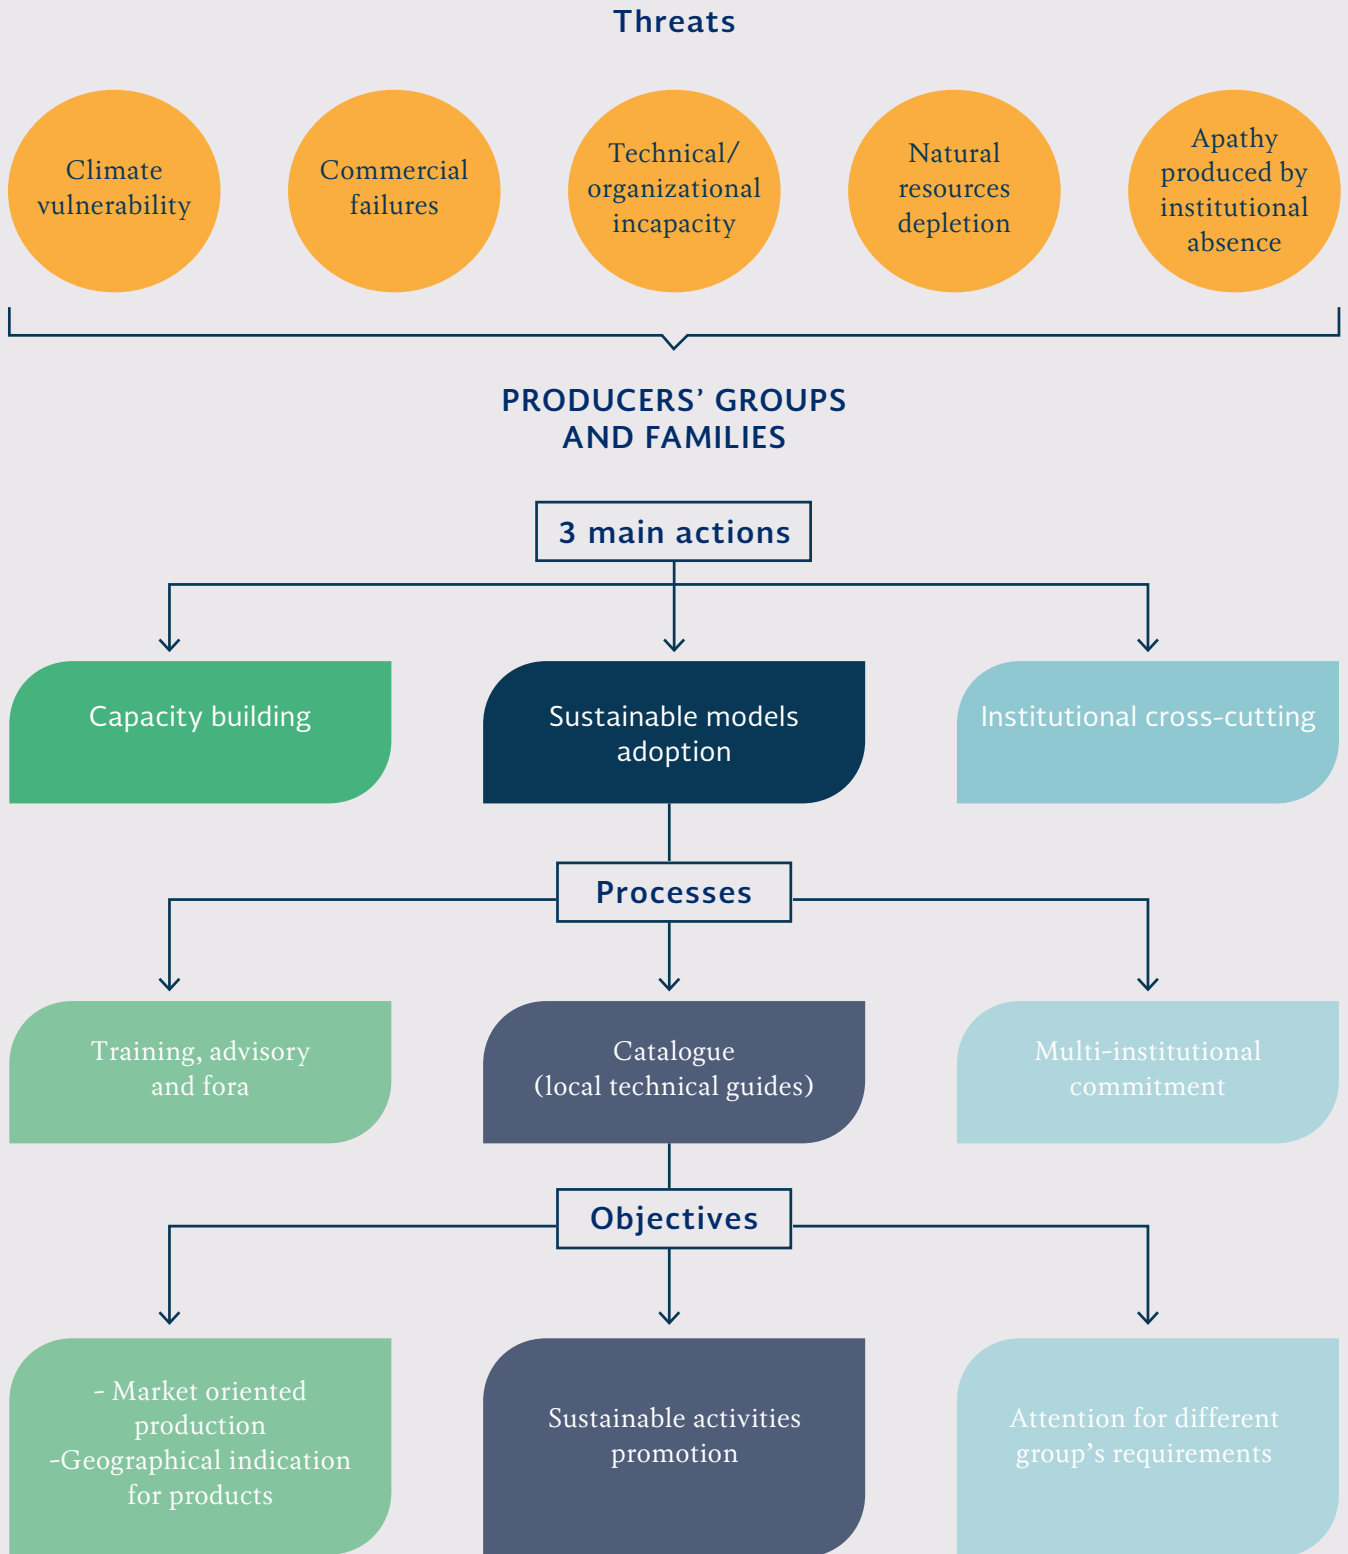 Threats
Climate
vulnerability
Commercial
failures
Technical/
organizational
incapacity
Natural
resources
depletion
Apathy
produced by
institutional
absence
PRODUCERS’ GROUPS
AND FAMILIES
3 main actions
Capacity building
Sustainable models
adoption
Institutional cross-cutting
Processes
Training, advisory
and fora
Catalogue
(local technical guides)
Multi-institutional
commitment
Objectives
- Market oriented
production
-Geographical indication
for products
Sustainable activities
promotion
Attention for different
group’s requirements